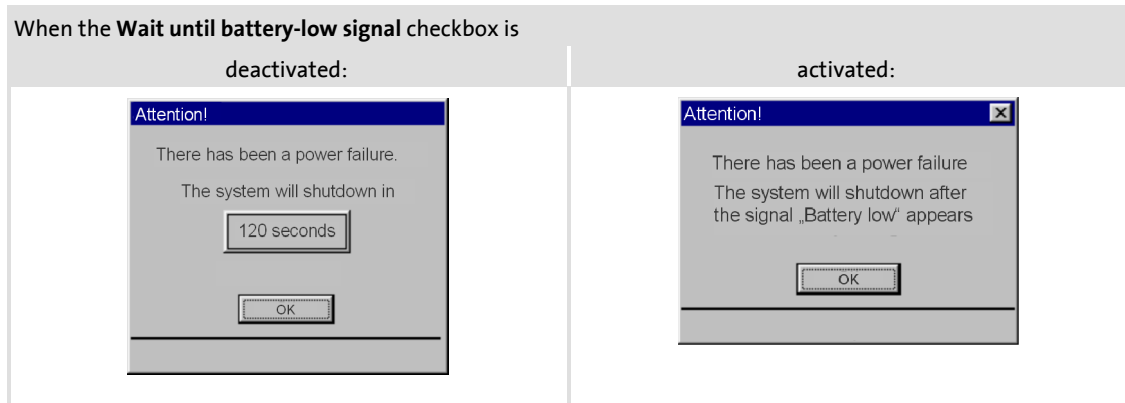 When the Wait until battery-low signal checkbox is
deactivated:
activated:
Attention!
There has been a power failure.
The system will shutdown in
120 seconds
OK
Attention!
There has been a power failure
The system will shutdown after
the signal „Battery low“ appears
OK